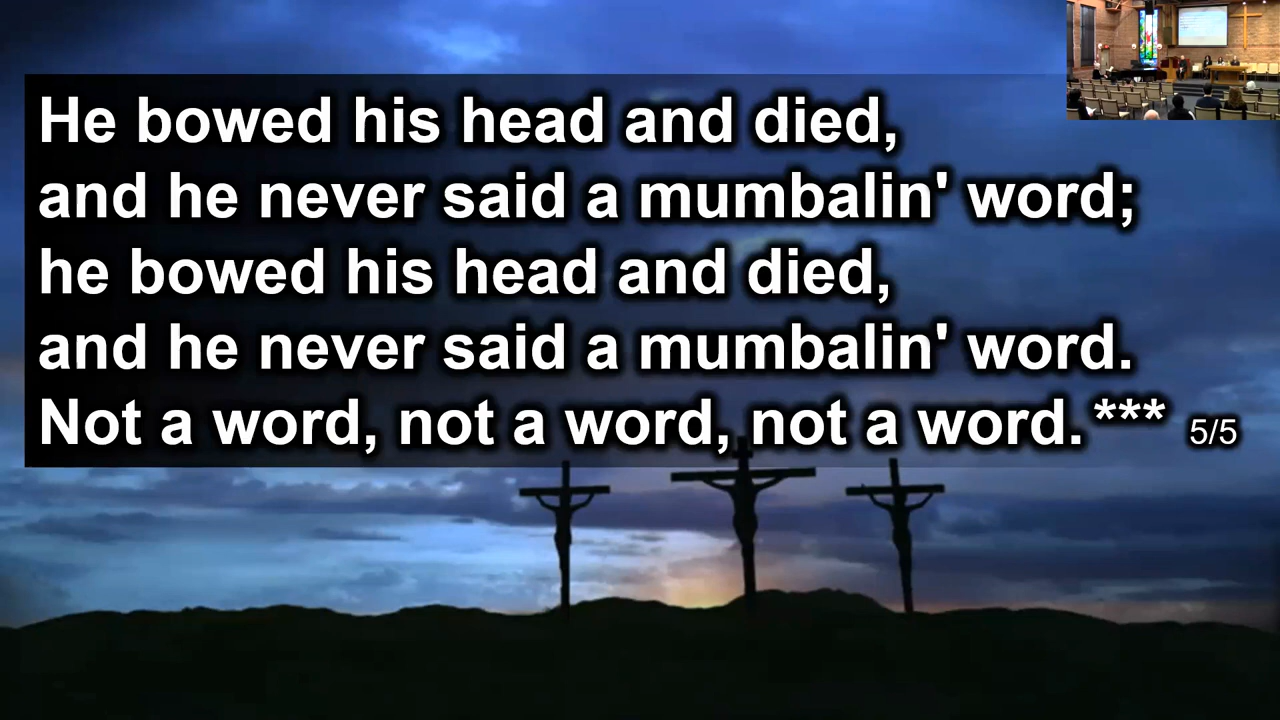 He bowed his head and died,
and he never said a mumbalin' word;
he bowed his head and died,
and he never said a mumbalin' word.
Not a word, not a word, not a word.*** 5/5